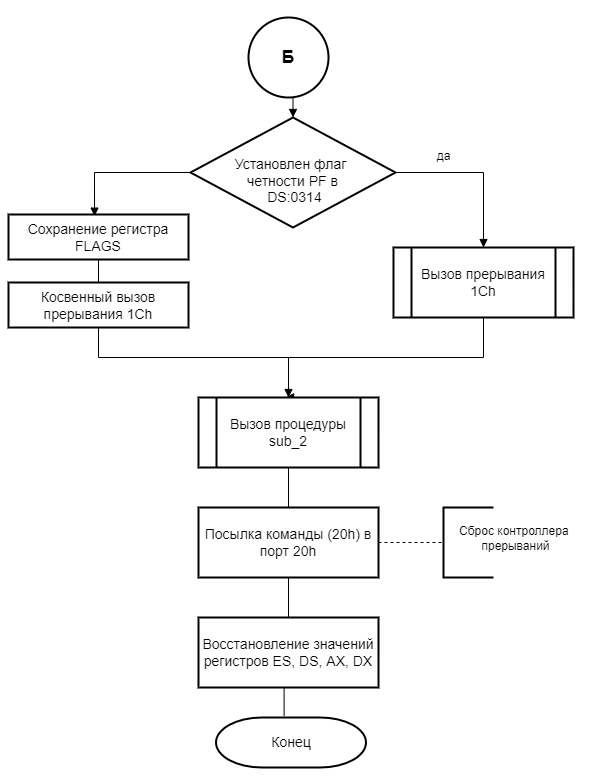 Б
Установлен флаг
четности PF в
DS:0314
да
Сохранение регистра
FLAGS
Косвенный вызов
прерывания 1Ch
Вызов прерывания
1Ch
Вызов процедуры
sub_2
Посылка команды (20h) в
порт 20h
Сброс контроллера
прерываний
Восстановление значений
регистров ES, DS, AX, DX
Конец